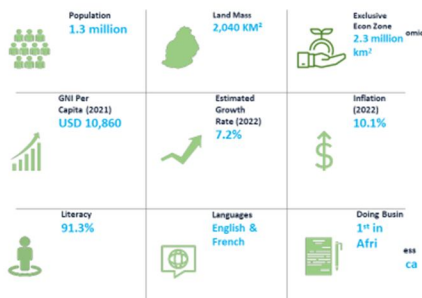 Population
1.3 million
Land Mass
2,040 KM²
Exclusive
Econ Zone omic
2.3 million
km²
GNI Per
Capita (2021)
USD 10,860
Estimated
Growth
Rate (2022)
7.2%
Inflation
(2022)
10.1%
Literacy
91.3%
Languages
English &
French
Doing Busin
1st in
Afri ess
ca